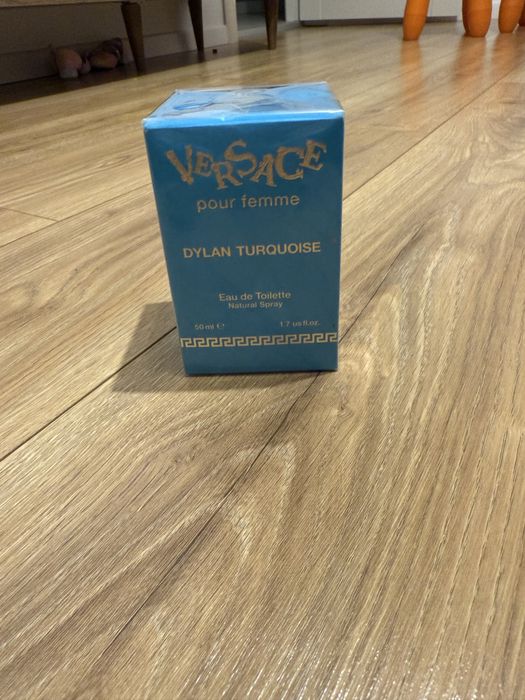 VERSACE
pour femme
DYLAN TURQUOISE
Eau de Toilette
Natural Spray
50 ml ℮ 1.7 us fl.oz.